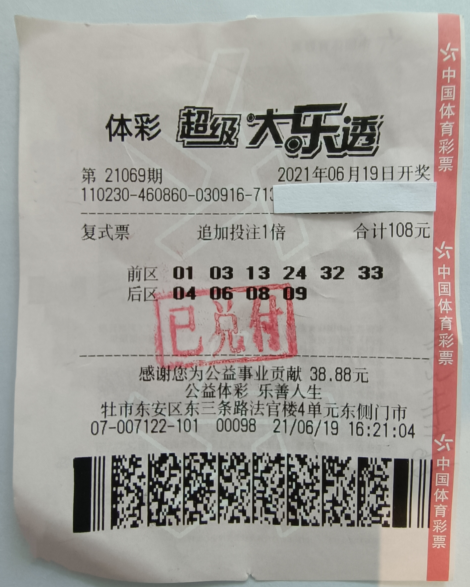 体彩 超级大乐透
第 21069期 2021年06月19日开奖
110230-460860-030916-713
复式票 追加投注1倍 合计108元
前区 01 03 13 24 32 33
后区 04 06 08 09
已兑付
感谢您为公益事业贡献 38.88元
公益体彩 乐善人生
牡市东安区东三条路法官楼4单元东侧门市
07-007122-101 00098 21/06/19 16:21:04
中国体育彩票
中国体育彩票
中国体育彩票